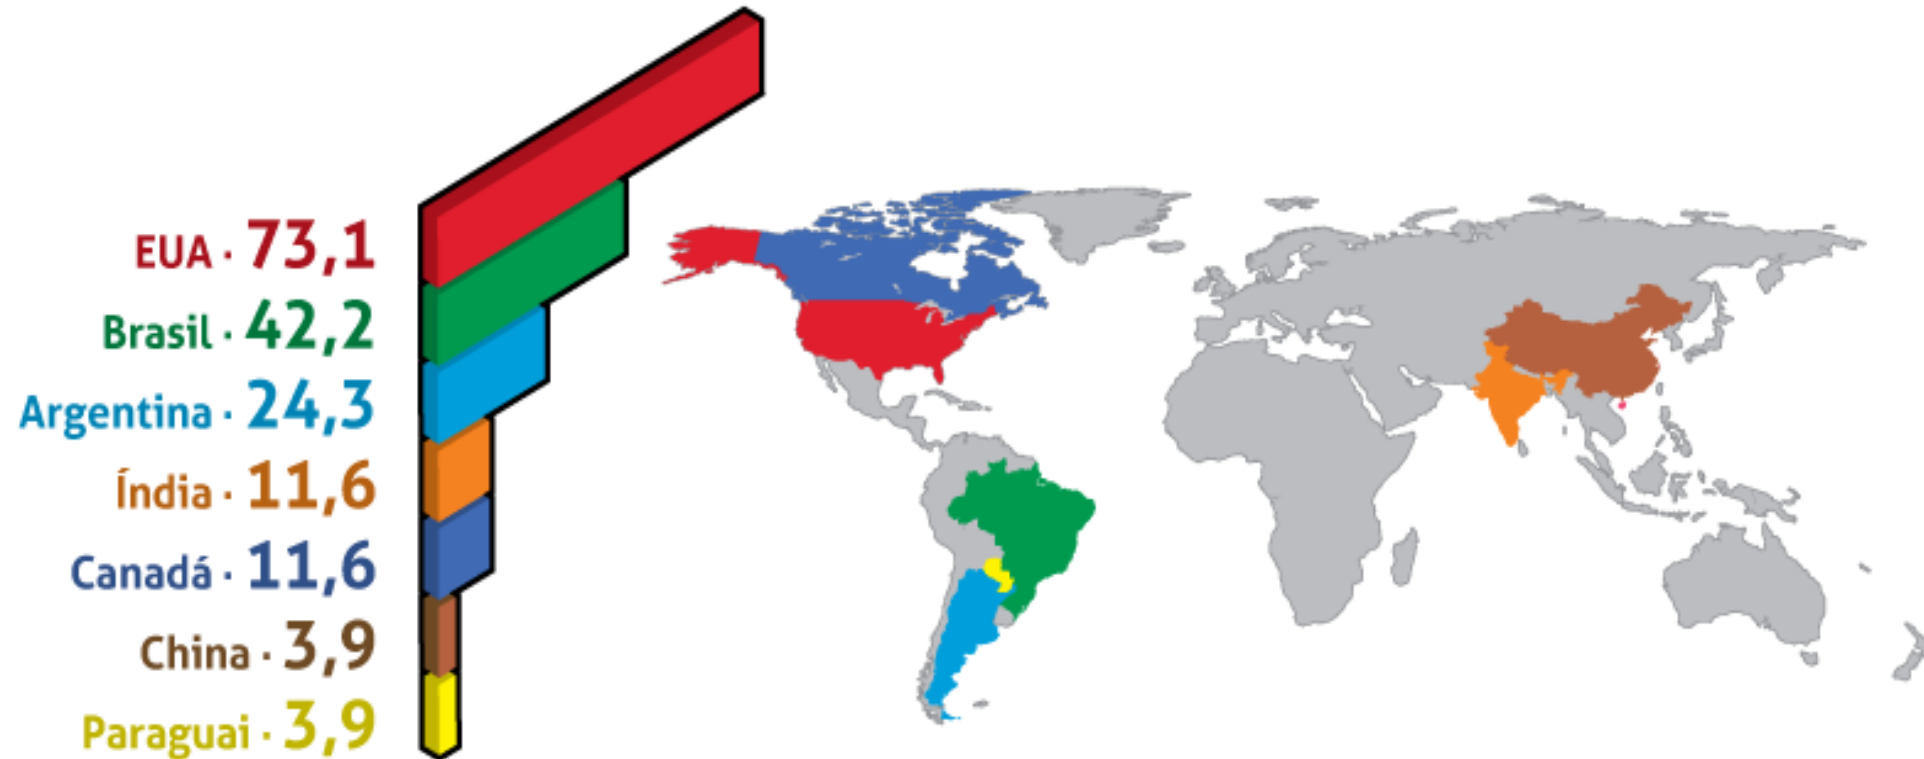 EUA · 73,1
Brasil · 42,2
Argentina · 24,3
Índia · 11,6
Canadá · 11,6
China · 3,9
Paraguai · 3,9